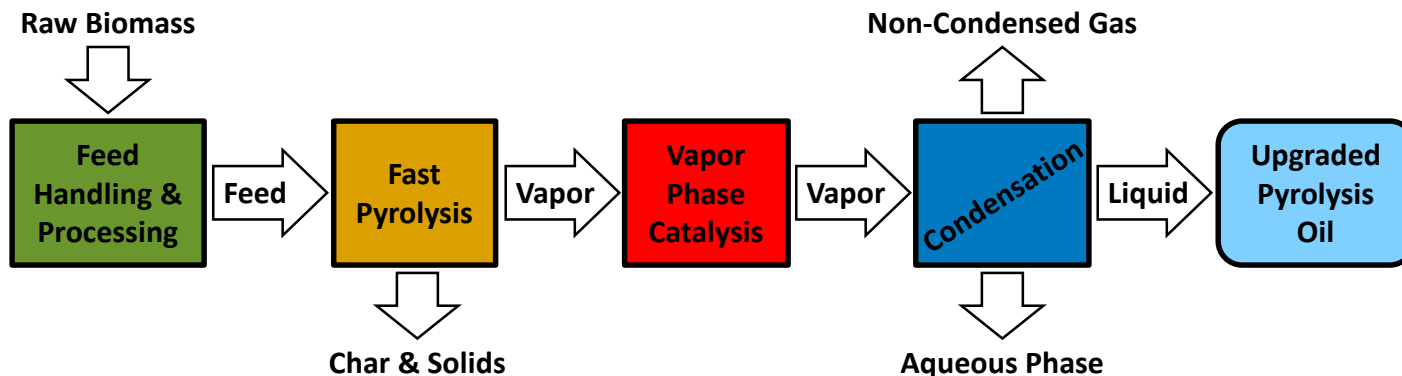 Raw Biomass
Non-Condensed Gas
Feed
Handling &
Processing
Feed
Fast
Pyrolysis
Vapor
Vapor
Phase
Catalysis
Vapor
Condensation
Liquid
Upgraded
Pyrolysis
Oil
Char & Solids
Aqueous Phase